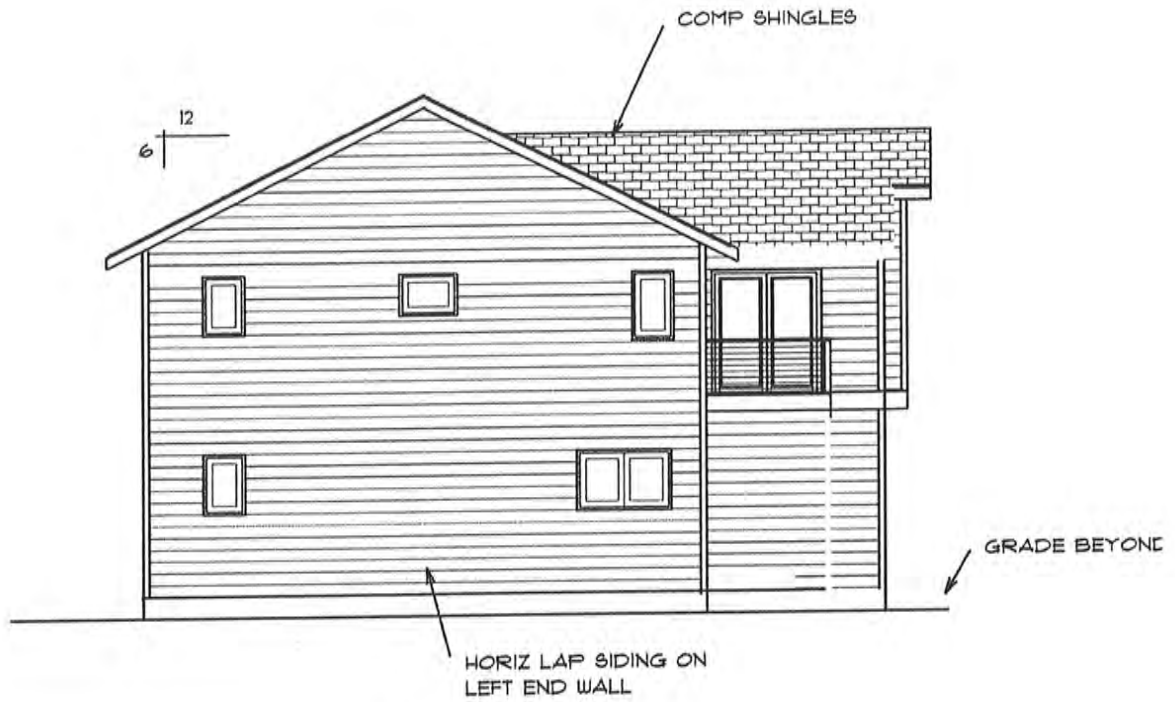 COMP SHINGLES
12
6
GRADE BEYOND
HORIZ LAP SIDING ON
LEFT END WALL